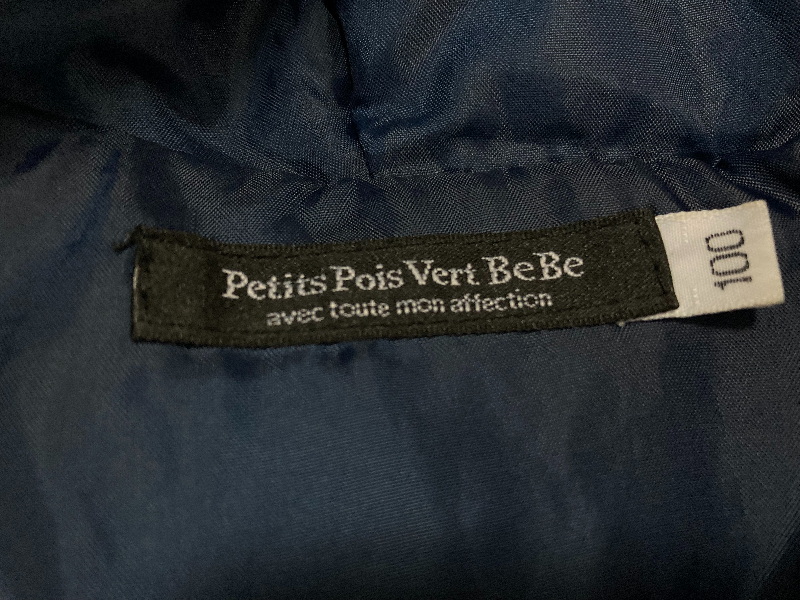 Petits Pois Vert BeBe
avec toute mon affection
100